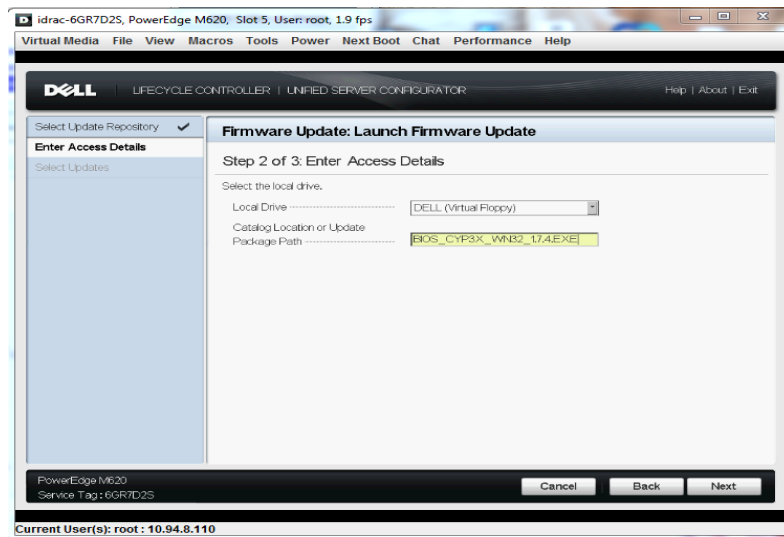 idrac-6GR7D2S, PowerEdge M620, Slot 5, User: root, 1.9 fps
Virtual Media File View Macros Tools Power Next Boot Chat Performance Help
DELL LIFECYCLE CONTROLLER | UNIFIED SERVER CONFIGURATOR Help | About | Exit
Select Update Repository
Enter Access Details
Select Updates
Firmware Update: Launch Firmware Update
Step 2 of 3: Enter Access Details
Select the local drive.
Local Drive DELL (Virtual Floppy)
Catalog Location or Update
Package Path BIOS_CYP3X_WN32_1.7.4.EXE
PowerEdge M620
Service Tag : 6GR7D2S
Cancel Back Next
Current User(s): root : 10.94.8.110